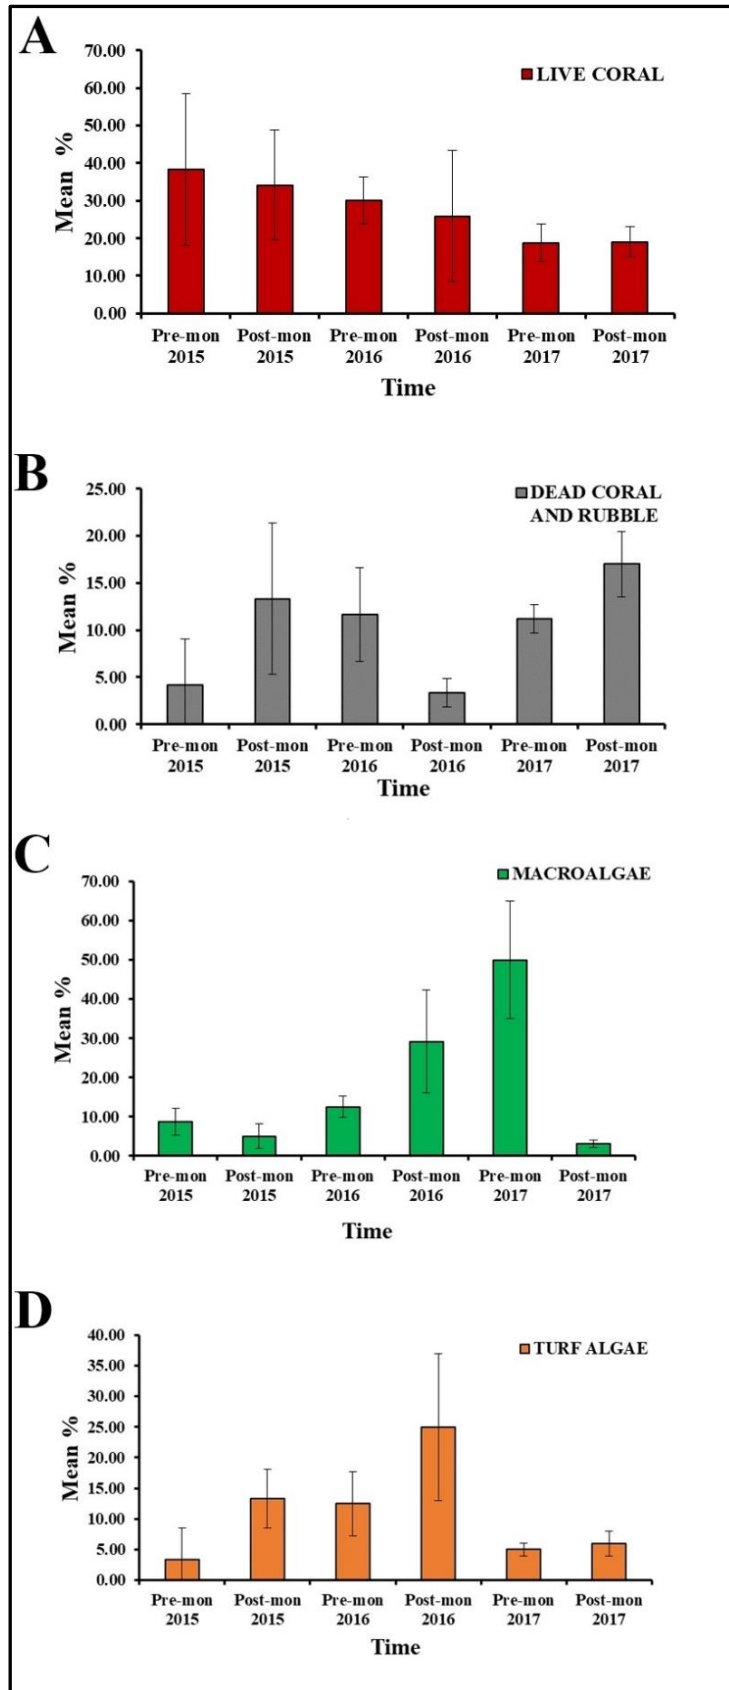 A
LIVE CORAL
Mean %
70.00
60.00
50.00
40.00
30.00
20.00
10.00
0.00
Pre-mon Post-mon Pre-mon Post-mon Pre-mon Post-mon
2015 2015 2016 2016 2017 2017
Time
B
DEAD CORAL
AND RUBBLE
Mean %
25.00
20.00
15.00
10.00
5.00
0.00
Pre-mon Post-mon Pre-mon Post-mon Pre-mon Post-mon
2015 2015 2016 2016 2017 2017
Time
C
MACROALGAE
Mean %
70.00
60.00
50.00
40.00
30.00
20.00
10.00
0.00
Pre-mon Post-mon Pre-mon Post-mon Pre-mon Post-mon
2015 2015 2016 2016 2017 2017
Time
D
TURF ALGAE
Mean %
40.00
35.00
30.00
25.00
20.00
15.00
10.00
5.00
0.00
Pre-mon Post-mon Pre-mon Post-mon Pre-mon Post-mon
2015 2015 2016 2016 2017 2017
Time